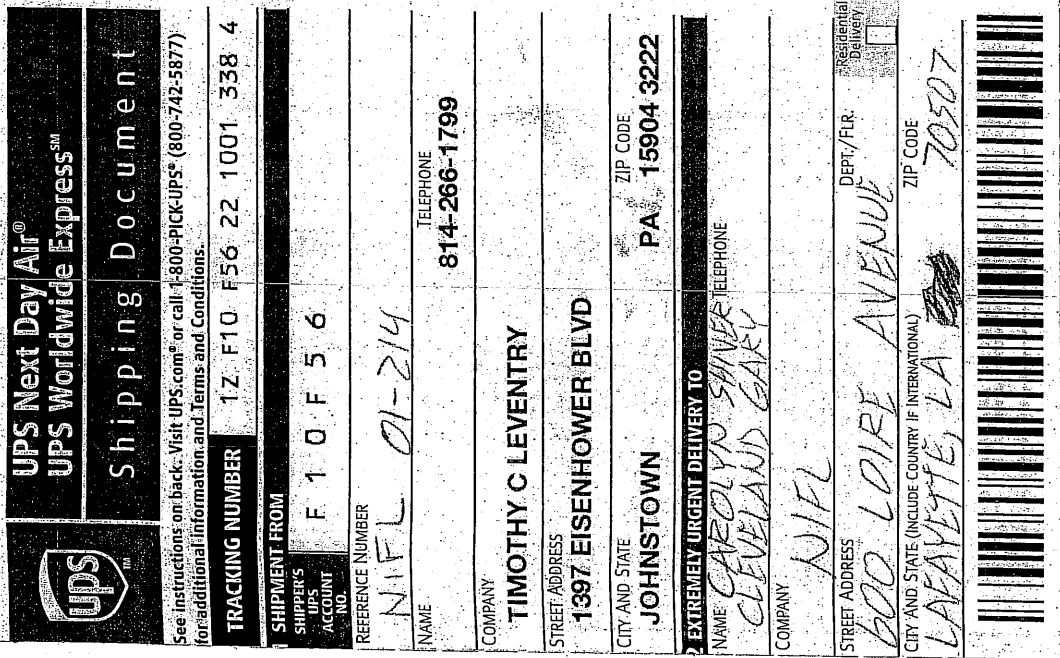 ups
UPS Next Day Air®
UPS Worldwide Express℠
Shipping Document
See instructions on back. Visit UPS.com® or call 1-800-PICK-UPS® (800-742-5877)
for additional information and Terms and Conditions.
TRACKING NUMBER 1Z F10 F56 22 1001 338 4
1 SHIPMENT FROM
SHIPPER'S
UPS
ACCOUNT
NO.
F 1 0 F 5 6
REFERENCE NUMBER
NIFL 01-214
NAME
TELEPHONE
814-266-1799
COMPANY
TIMOTHY C LEVENTRY
STREET ADDRESS
1397 EISENHOWER BLVD
CITY AND STATE ZIP CODE
JOHNSTOWN PA 15904 3222
2 EXTREMELY URGENT DELIVERY TO
NAME TELEPHONE
CAROLYN
CLEVELAND GARY
COMPANY
NIFL
STREET ADDRESS DEPT./FLR.
600 LOIRE AVENUE
Residential
Delivery
CITY AND STATE (INCLUDE COUNTRY IF INTERNATIONAL) ZIP CODE
LAFAYETTE, LA 70507